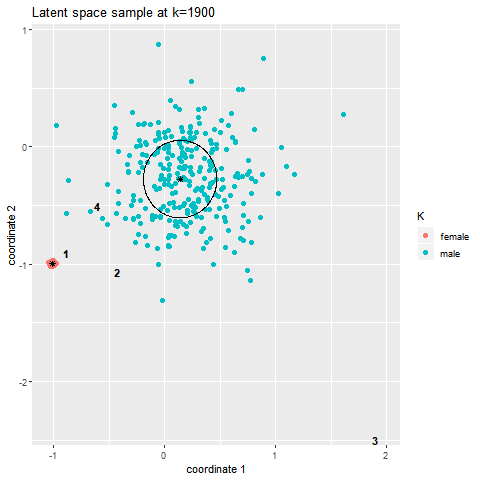 Latent space sample at k=1900
1
0
-1
-2
coordinate 2
4
1
2
3
-1
0
1
2
coordinate 1
K
female
male